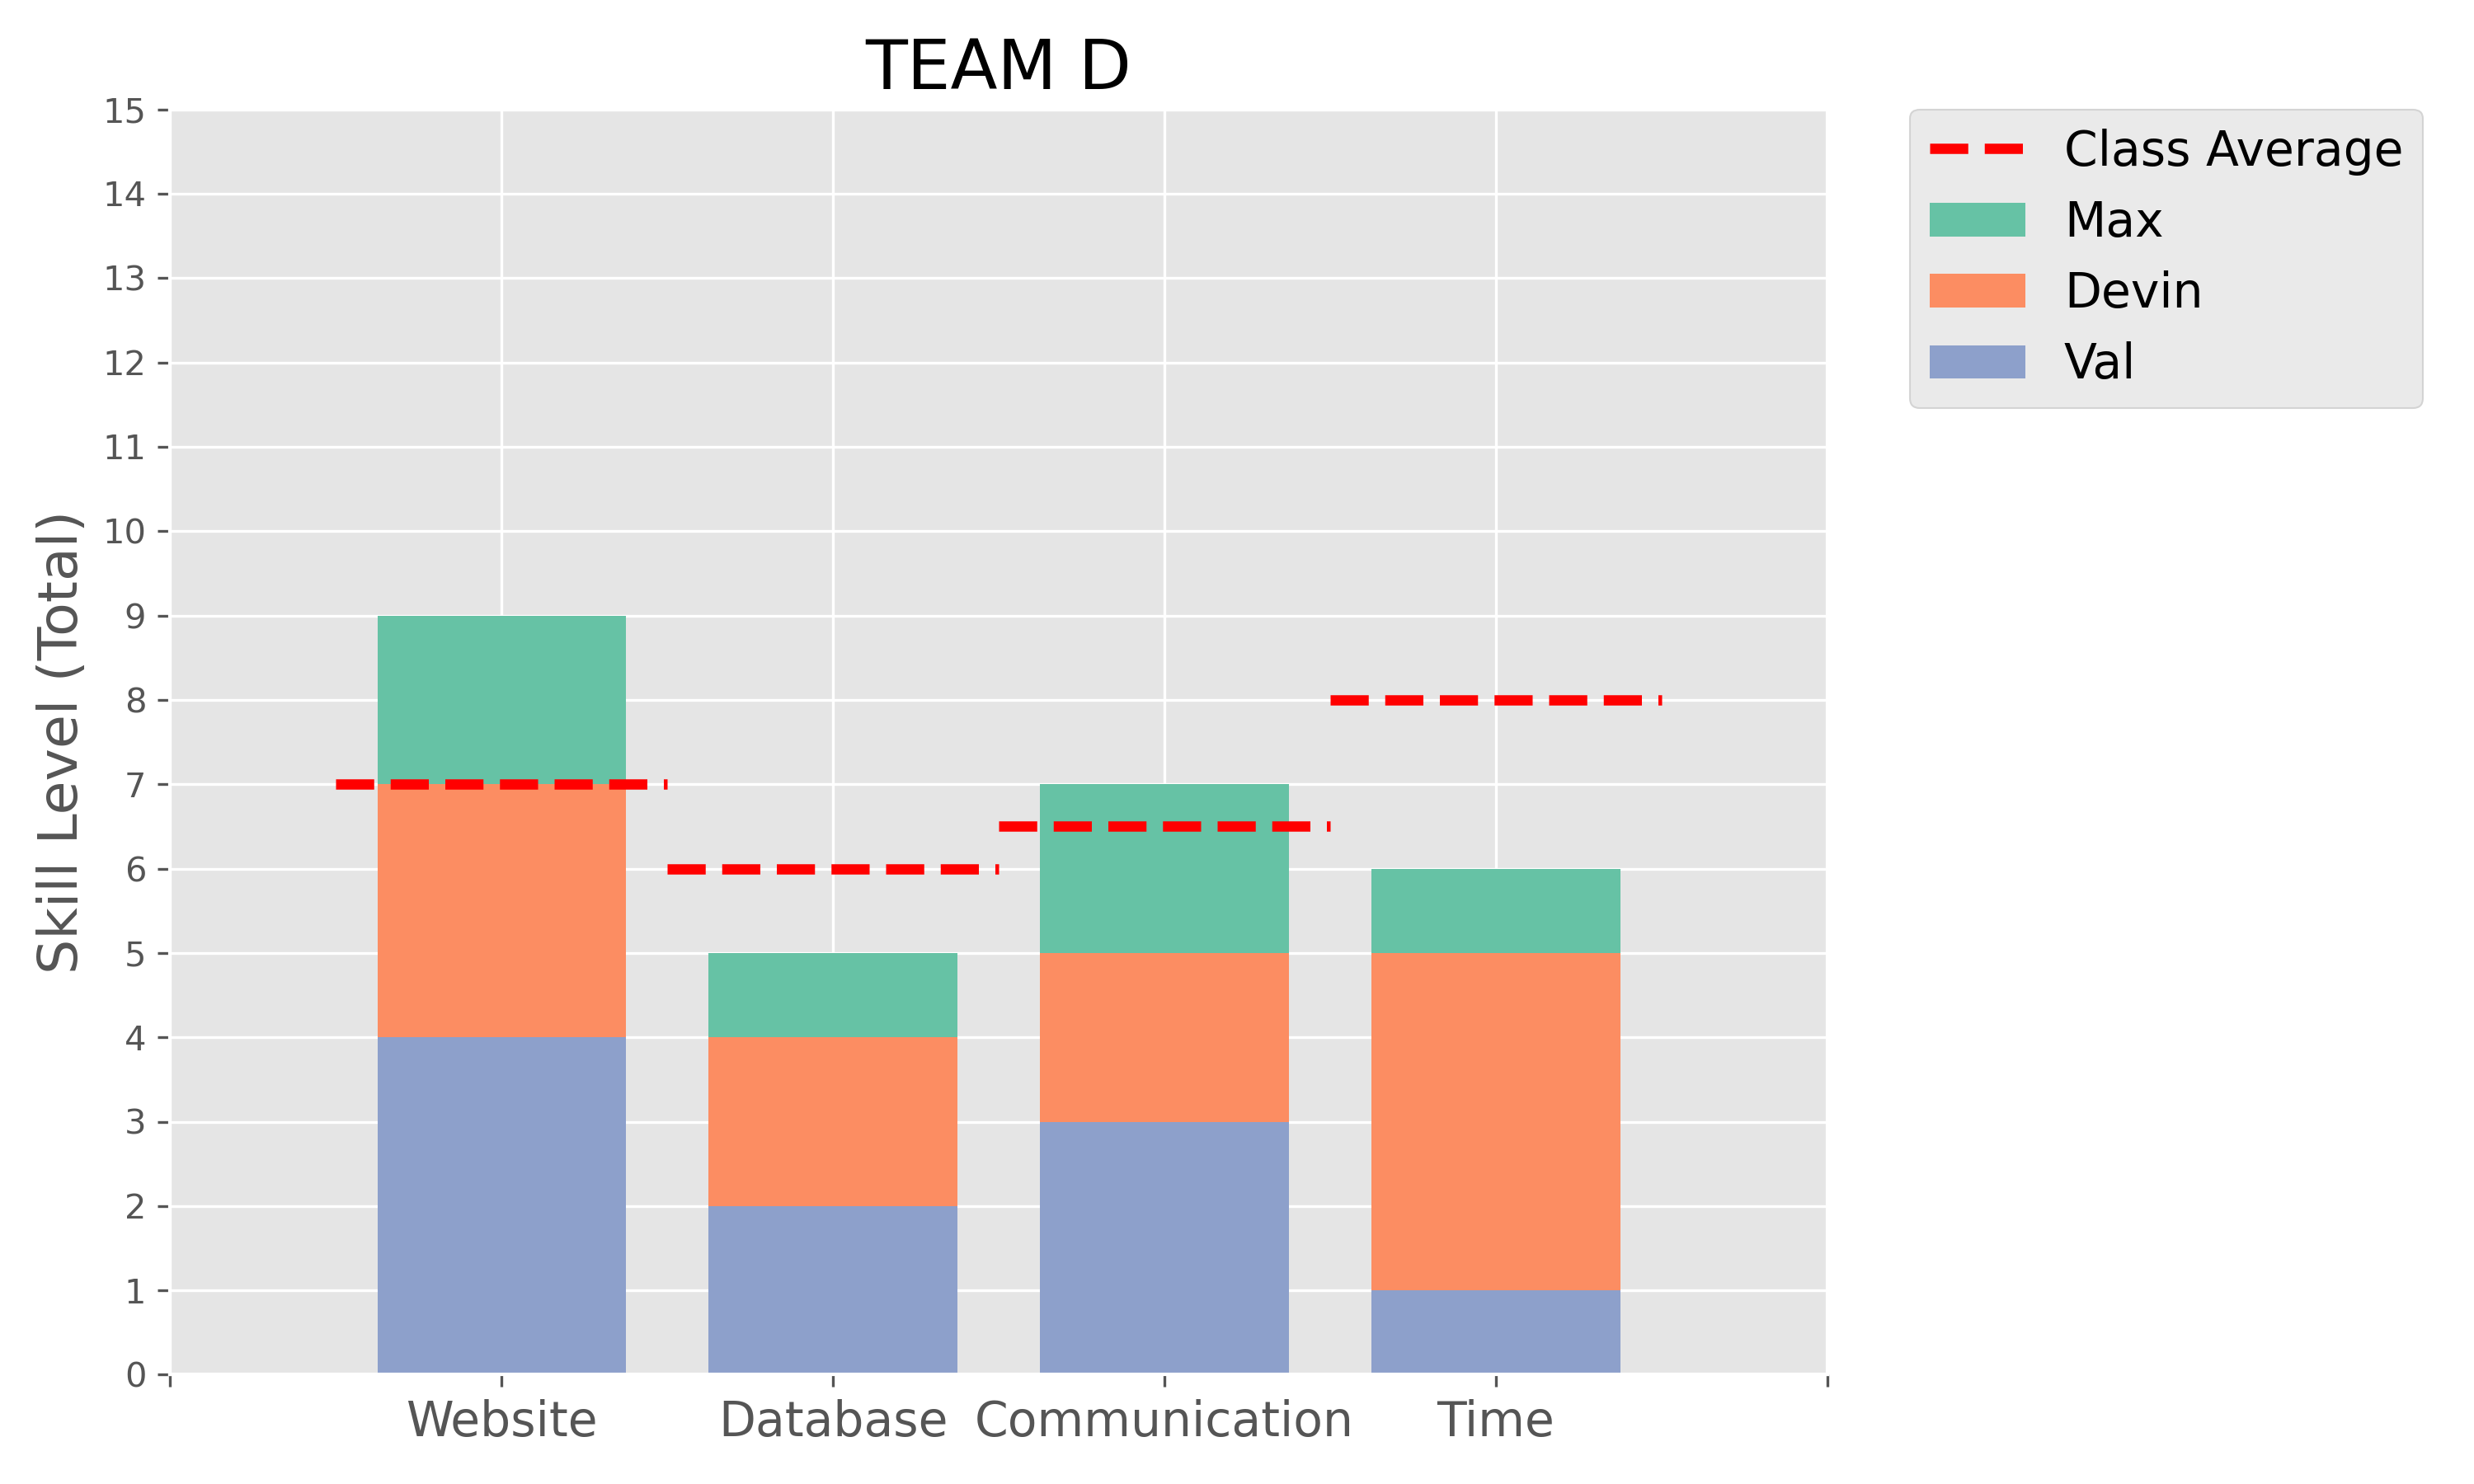 TEAM D
Class Average
Max
Devin
Val
Skill Level (Total)
15
14
13
12
11
10
9
8
7
6
5
4
3
2
1
0
Website Database Communication Time